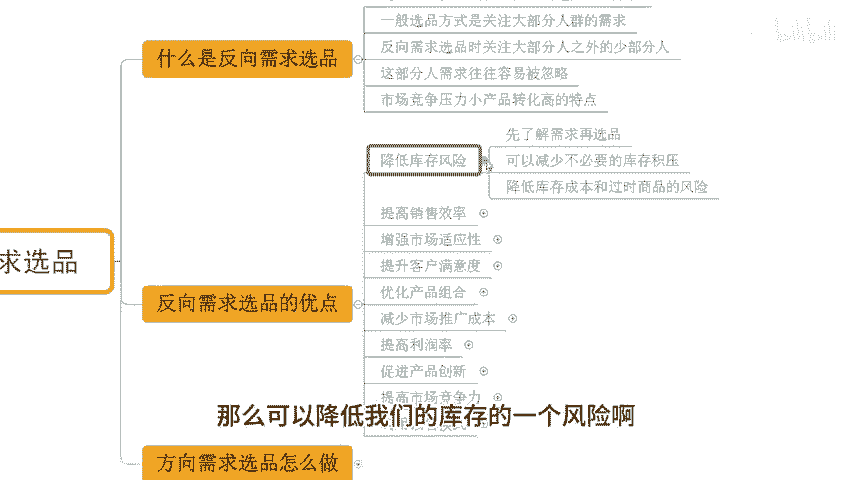 一般选品方式是关注大部分人群的需求
什么是反向需求选品
反向需求选品时关注大部分人之外的少部分人
这部分人需求往往容易被忽略
市场竞争压力小产品转化高的特点
先了解需求再选品
降低库存风险
可以减少不必要的库存积压
降低库存成本和过时商品的风险
提高销售效率
增强市场适应性
求选品
提升客户满意度
反向需求选品的优点
优化产品组合
减少市场推广成本
提高利润率
促进产品创新
提高市场竞争力
那么可以降低我们的库存的一个风险啊
方向需求选品怎么做